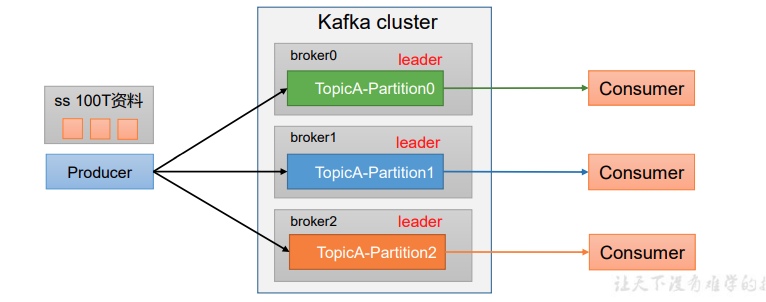 Kafka cluster
broker0
leader
TopicA-Partition0
Consumer
ss 100T资料
Producer
broker1
leader
TopicA-Partition1
Consumer
broker2
leader
TopicA-Partition2
Consumer
让天下没有难学的